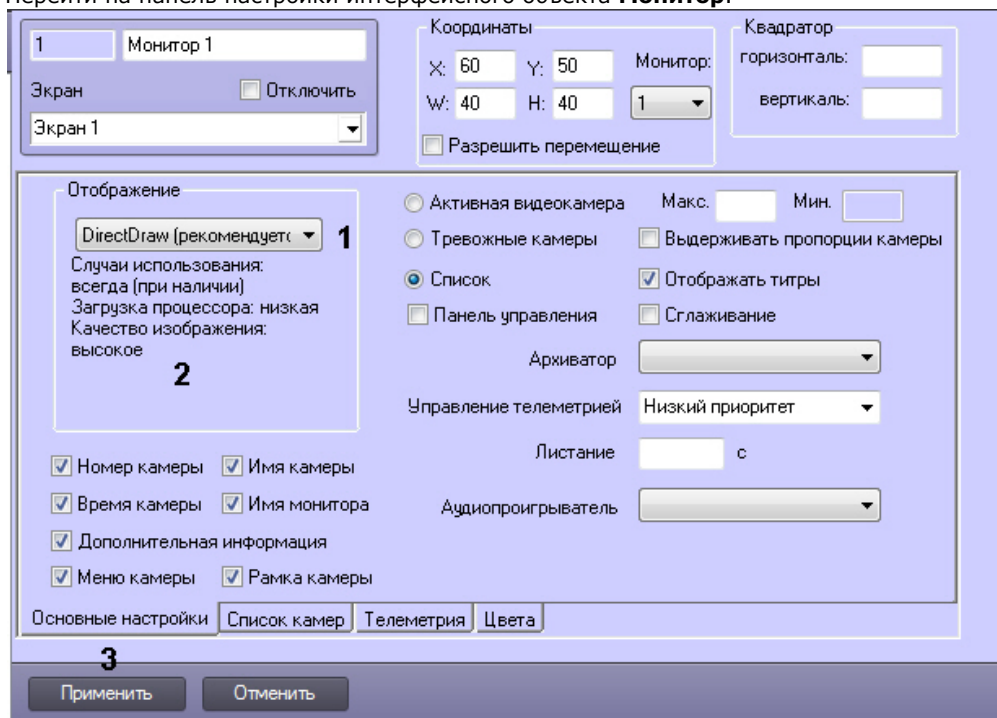 Перейти на панель настройки интерфейсного объекта Монитор.
1 Монитор 1
Экран Отключить
Экран 1
Координаты
X: 60 Y: 50 Монитор:
W: 40 H: 40 1
Разрешить перемещение
Квадратор
горизонталь:
вертикаль:
Отображение
DirectDraw (рекомендует 1
Случаи использования:
всегда (при наличии)
Загрузка процессора: низкая
Качество изображения:
высокое
2
Номер камеры Имя камеры
Время камеры Имя монитора
Дополнительная информация
Меню камеры Рамка камеры
Активная видеокамера Макс. Мин.
Тревожные камеры Выдерживать пропорции камеры
Список Отображать титры
Панель управления Сглаживание
Архиватор
Управление телеметрией Низкий приоритет
Листание с
Аудиопроигрыватель
Основные настройки Список камер Телеметрия Цвета
3
Применить Отменить